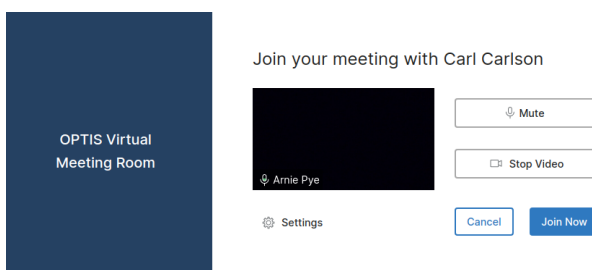 OPTIS Virtual
Meeting Room
Join your meeting with Carl Carlson
Arnie Pye
Mute
Stop Video
Settings
Cancel
Join Now